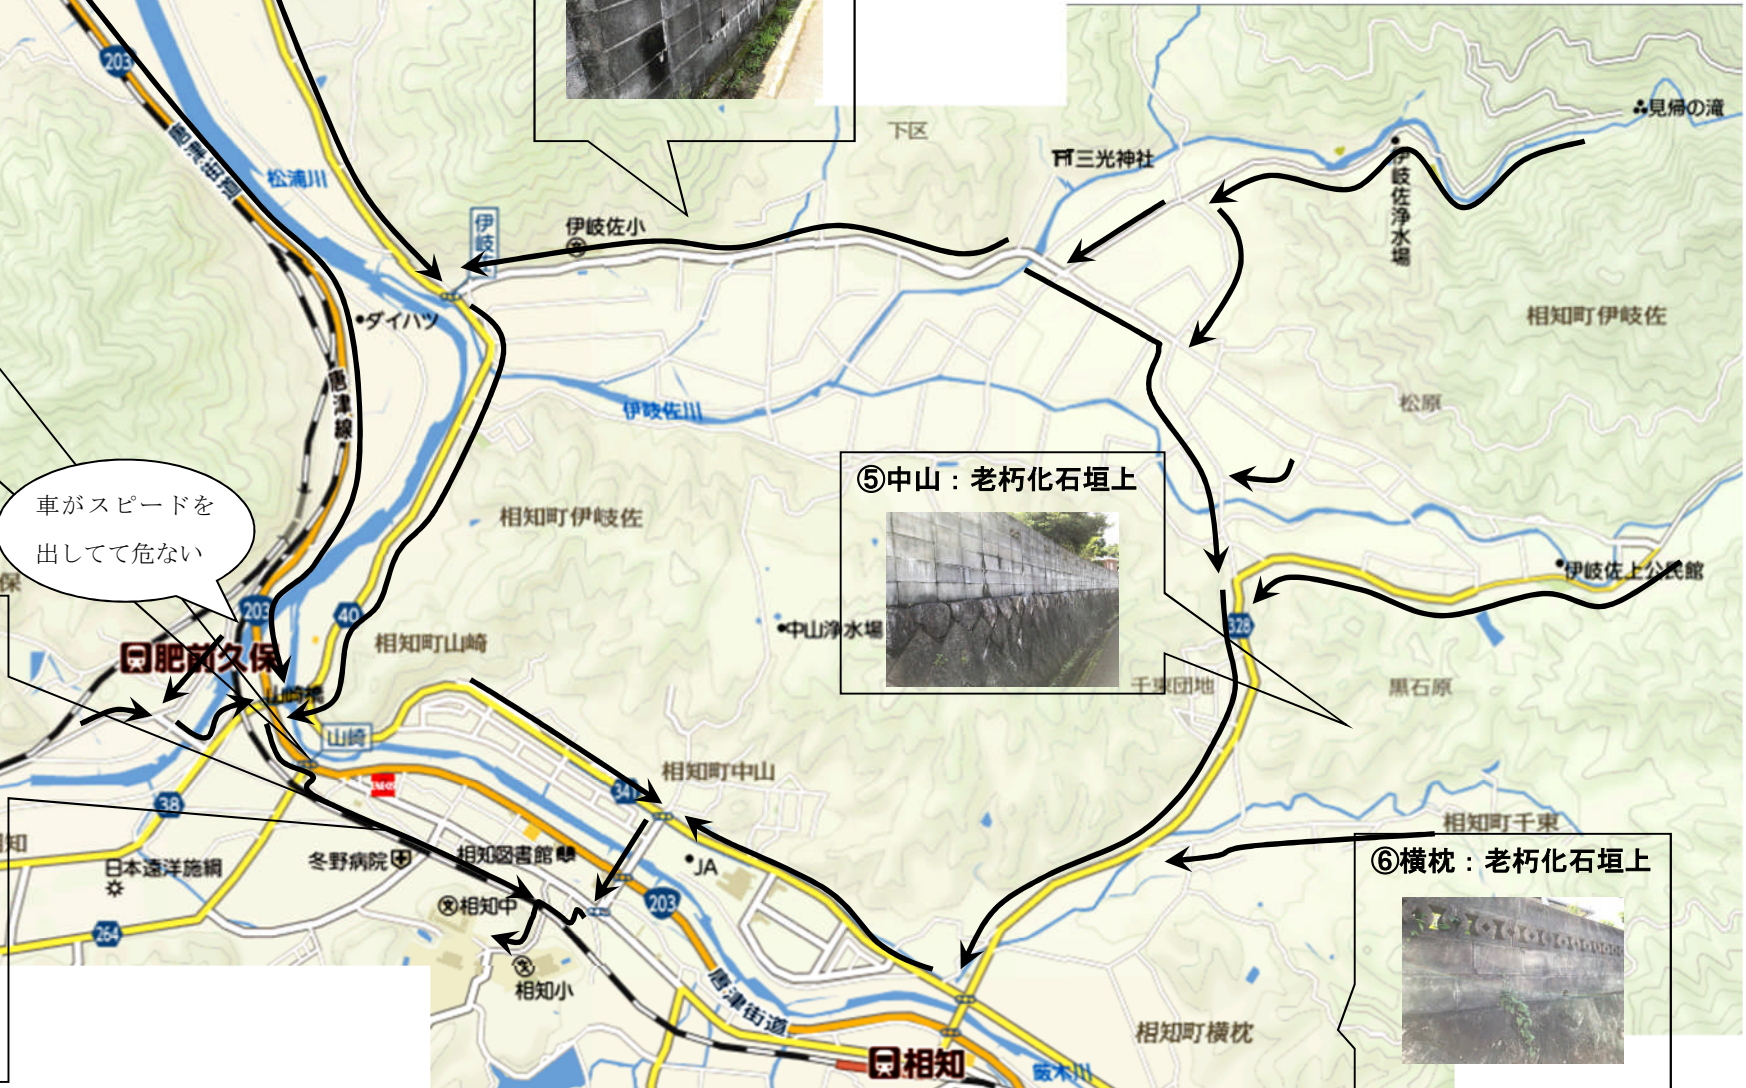 203
唐津街道
松浦川
下区
三光神社
見帰の滝
伊岐佐浄水場
伊岐佐小
伊岐佐
ダイハツ
相知町伊岐佐
松原
唐津線
伊岐佐川
⑤中山：老朽化石垣上
車がスピードを
出してて危ない
相知町伊岐佐
伊岐佐上公民館
保
203
40
328
中山浄水場
相知町山崎
肥前久保
千束団地
黒石原
山崎橋
山崎
相知町中山
341
38
相知町千束
知
日本遠洋施網
冬野病院
相知図書館
JA
⑥横枕：老朽化石垣上
203
相知中
264
相知小
唐津街道
相知町横枕
相知
厳木川